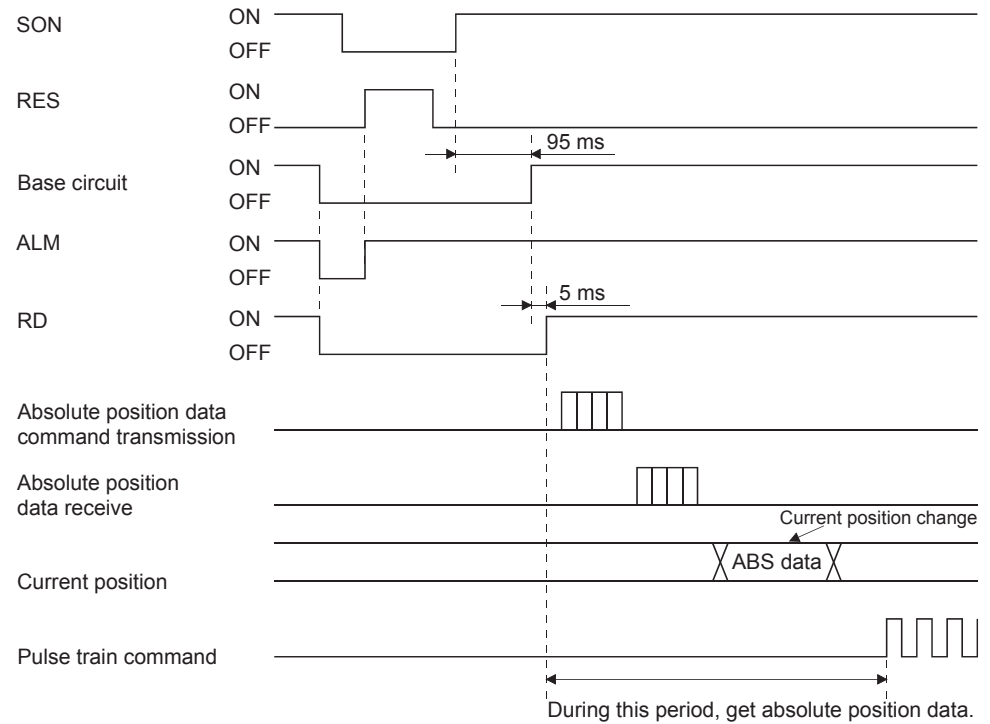 SON
ON
OFF
RES
ON
OFF
95 ms
Base circuit
ON
OFF
ALM
ON
OFF
5 ms
RD
ON
OFF
Absolute position data
command transmission
Absolute position
data receive
Current position change
ABS data
Current position
Pulse train command
During this period, get absolute position data.